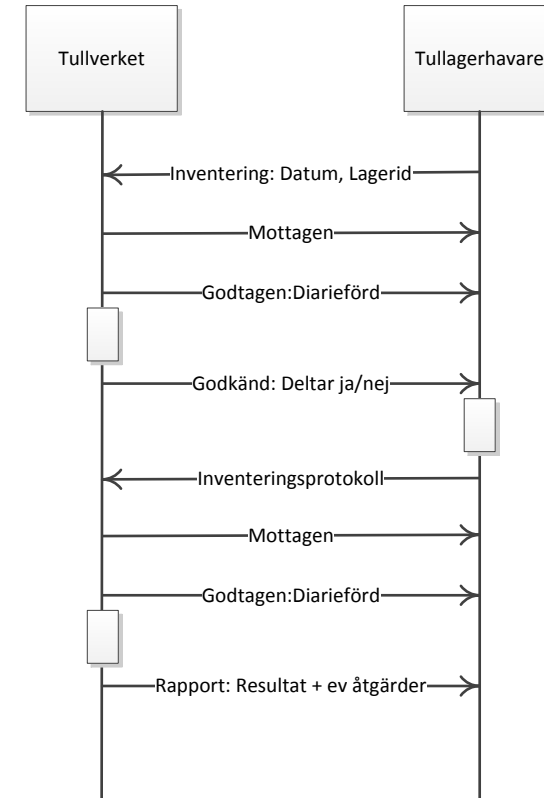 Tullverket
Tullagerhavare
Inventering: Datum, Lagerid
Mottagen
Godtagen:Diarieförd
Godkänd: Deltar ja/nej
Inventeringsprotokoll
Mottagen
Godtagen:Diarieförd
Rapport: Resultat + ev åtgärder